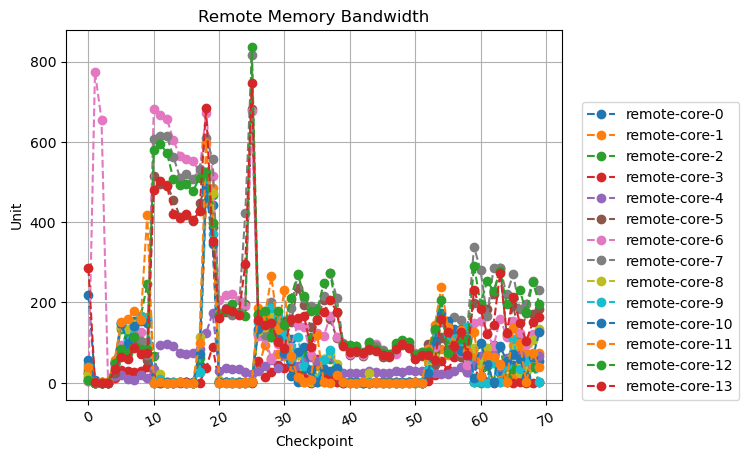 Remote Memory Bandwidth
Unit
800
600
400
200
0
0 10 20 30 40 50 60 70
Checkpoint
remote-core-0
remote-core-1
remote-core-2
remote-core-3
remote-core-4
remote-core-5
remote-core-6
remote-core-7
remote-core-8
remote-core-9
remote-core-10
remote-core-11
remote-core-12
remote-core-13